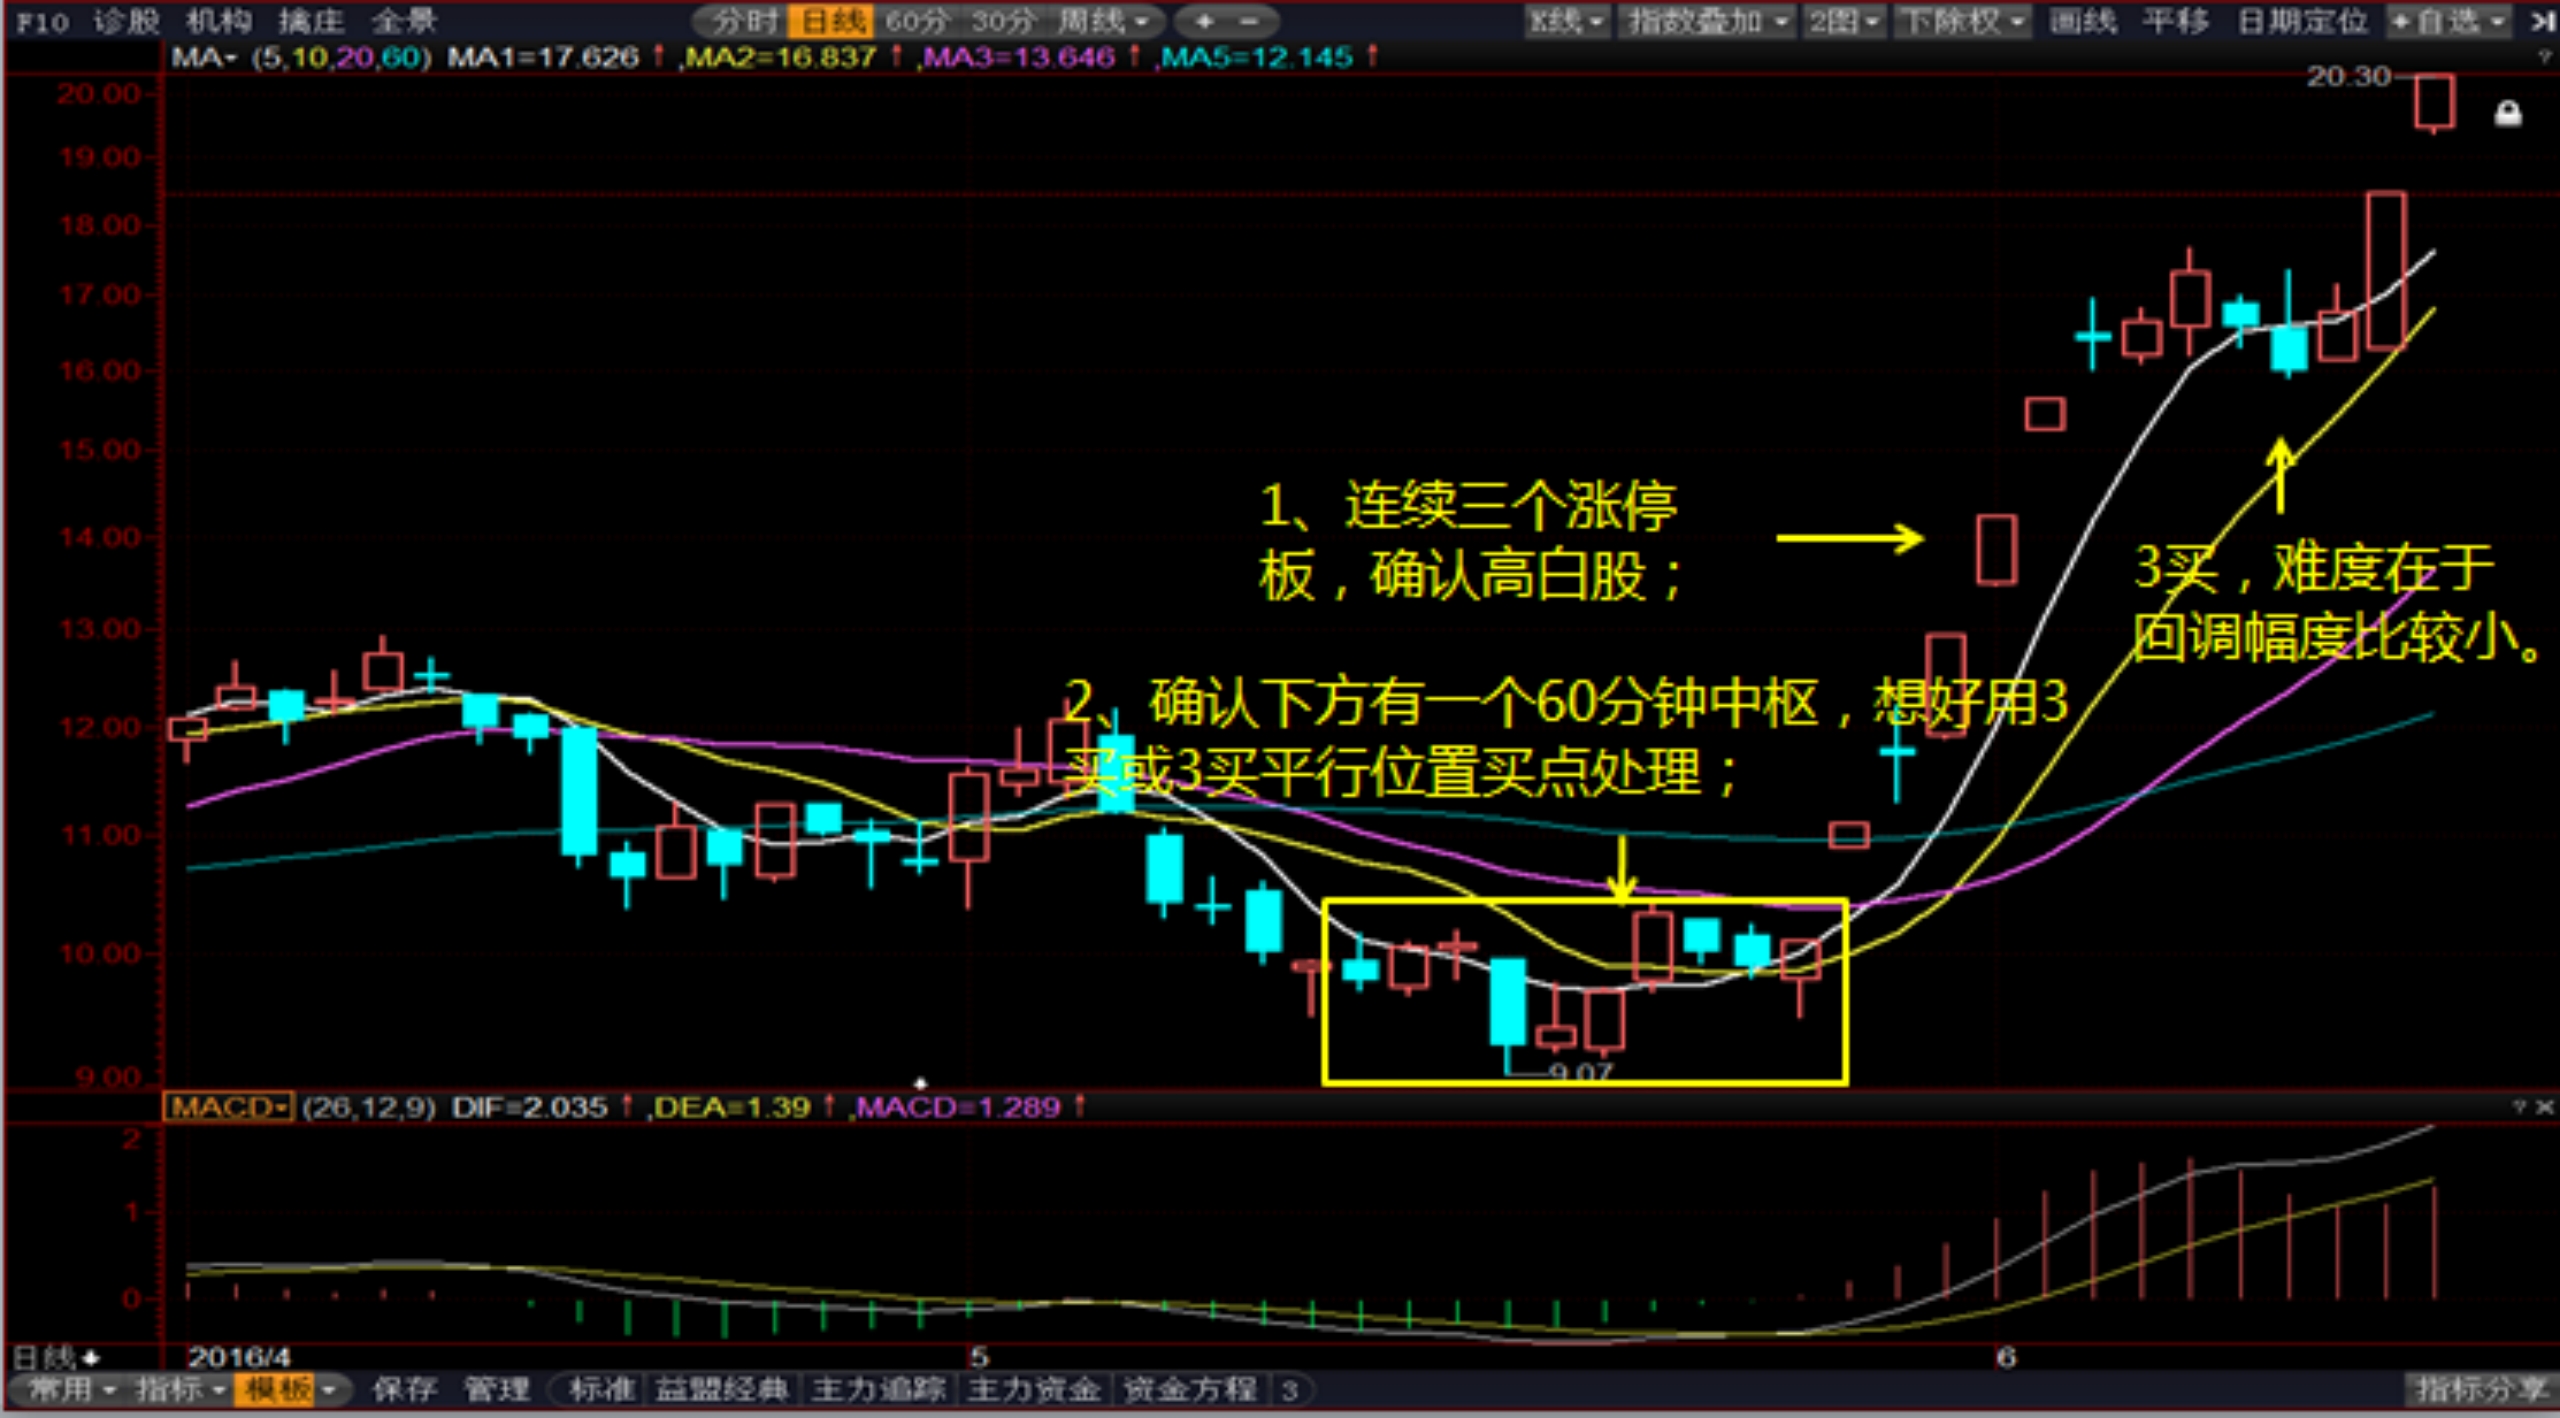 F10 诊股 机构 擒庄 全景 分时 日线 60分 30分 周线 + - K线 指数叠加 2图 下除权 画线 平移 日期定位 +自选
MA (5,10,20,60) MA1=17.626↑ ,MA2=16.837↑ ,MA3=13.646↑ ,MA5=12.145↑ ?
20.30
20.00
19.00
18.00
17.00
16.00
15.00
14.00
13.00
12.00
11.00
10.00
9.00
1、连续三个涨停
板，确认高白股；
3买，难度在于
回调幅度比较小。
2、确认下方有一个60分钟中枢，想好用3
买或3买平行位置买点处理；
9.07
MACD (26,12,9) DIF=2.035↑ ,DEA=1.39↑ ,MACD=1.289↑ ? ×
2
1
0
日线 2016/4 5 6
常用 指标 模板 保存 管理 标准 益盟经典 主力追踪 主力资金 资金方程 3 指标分享